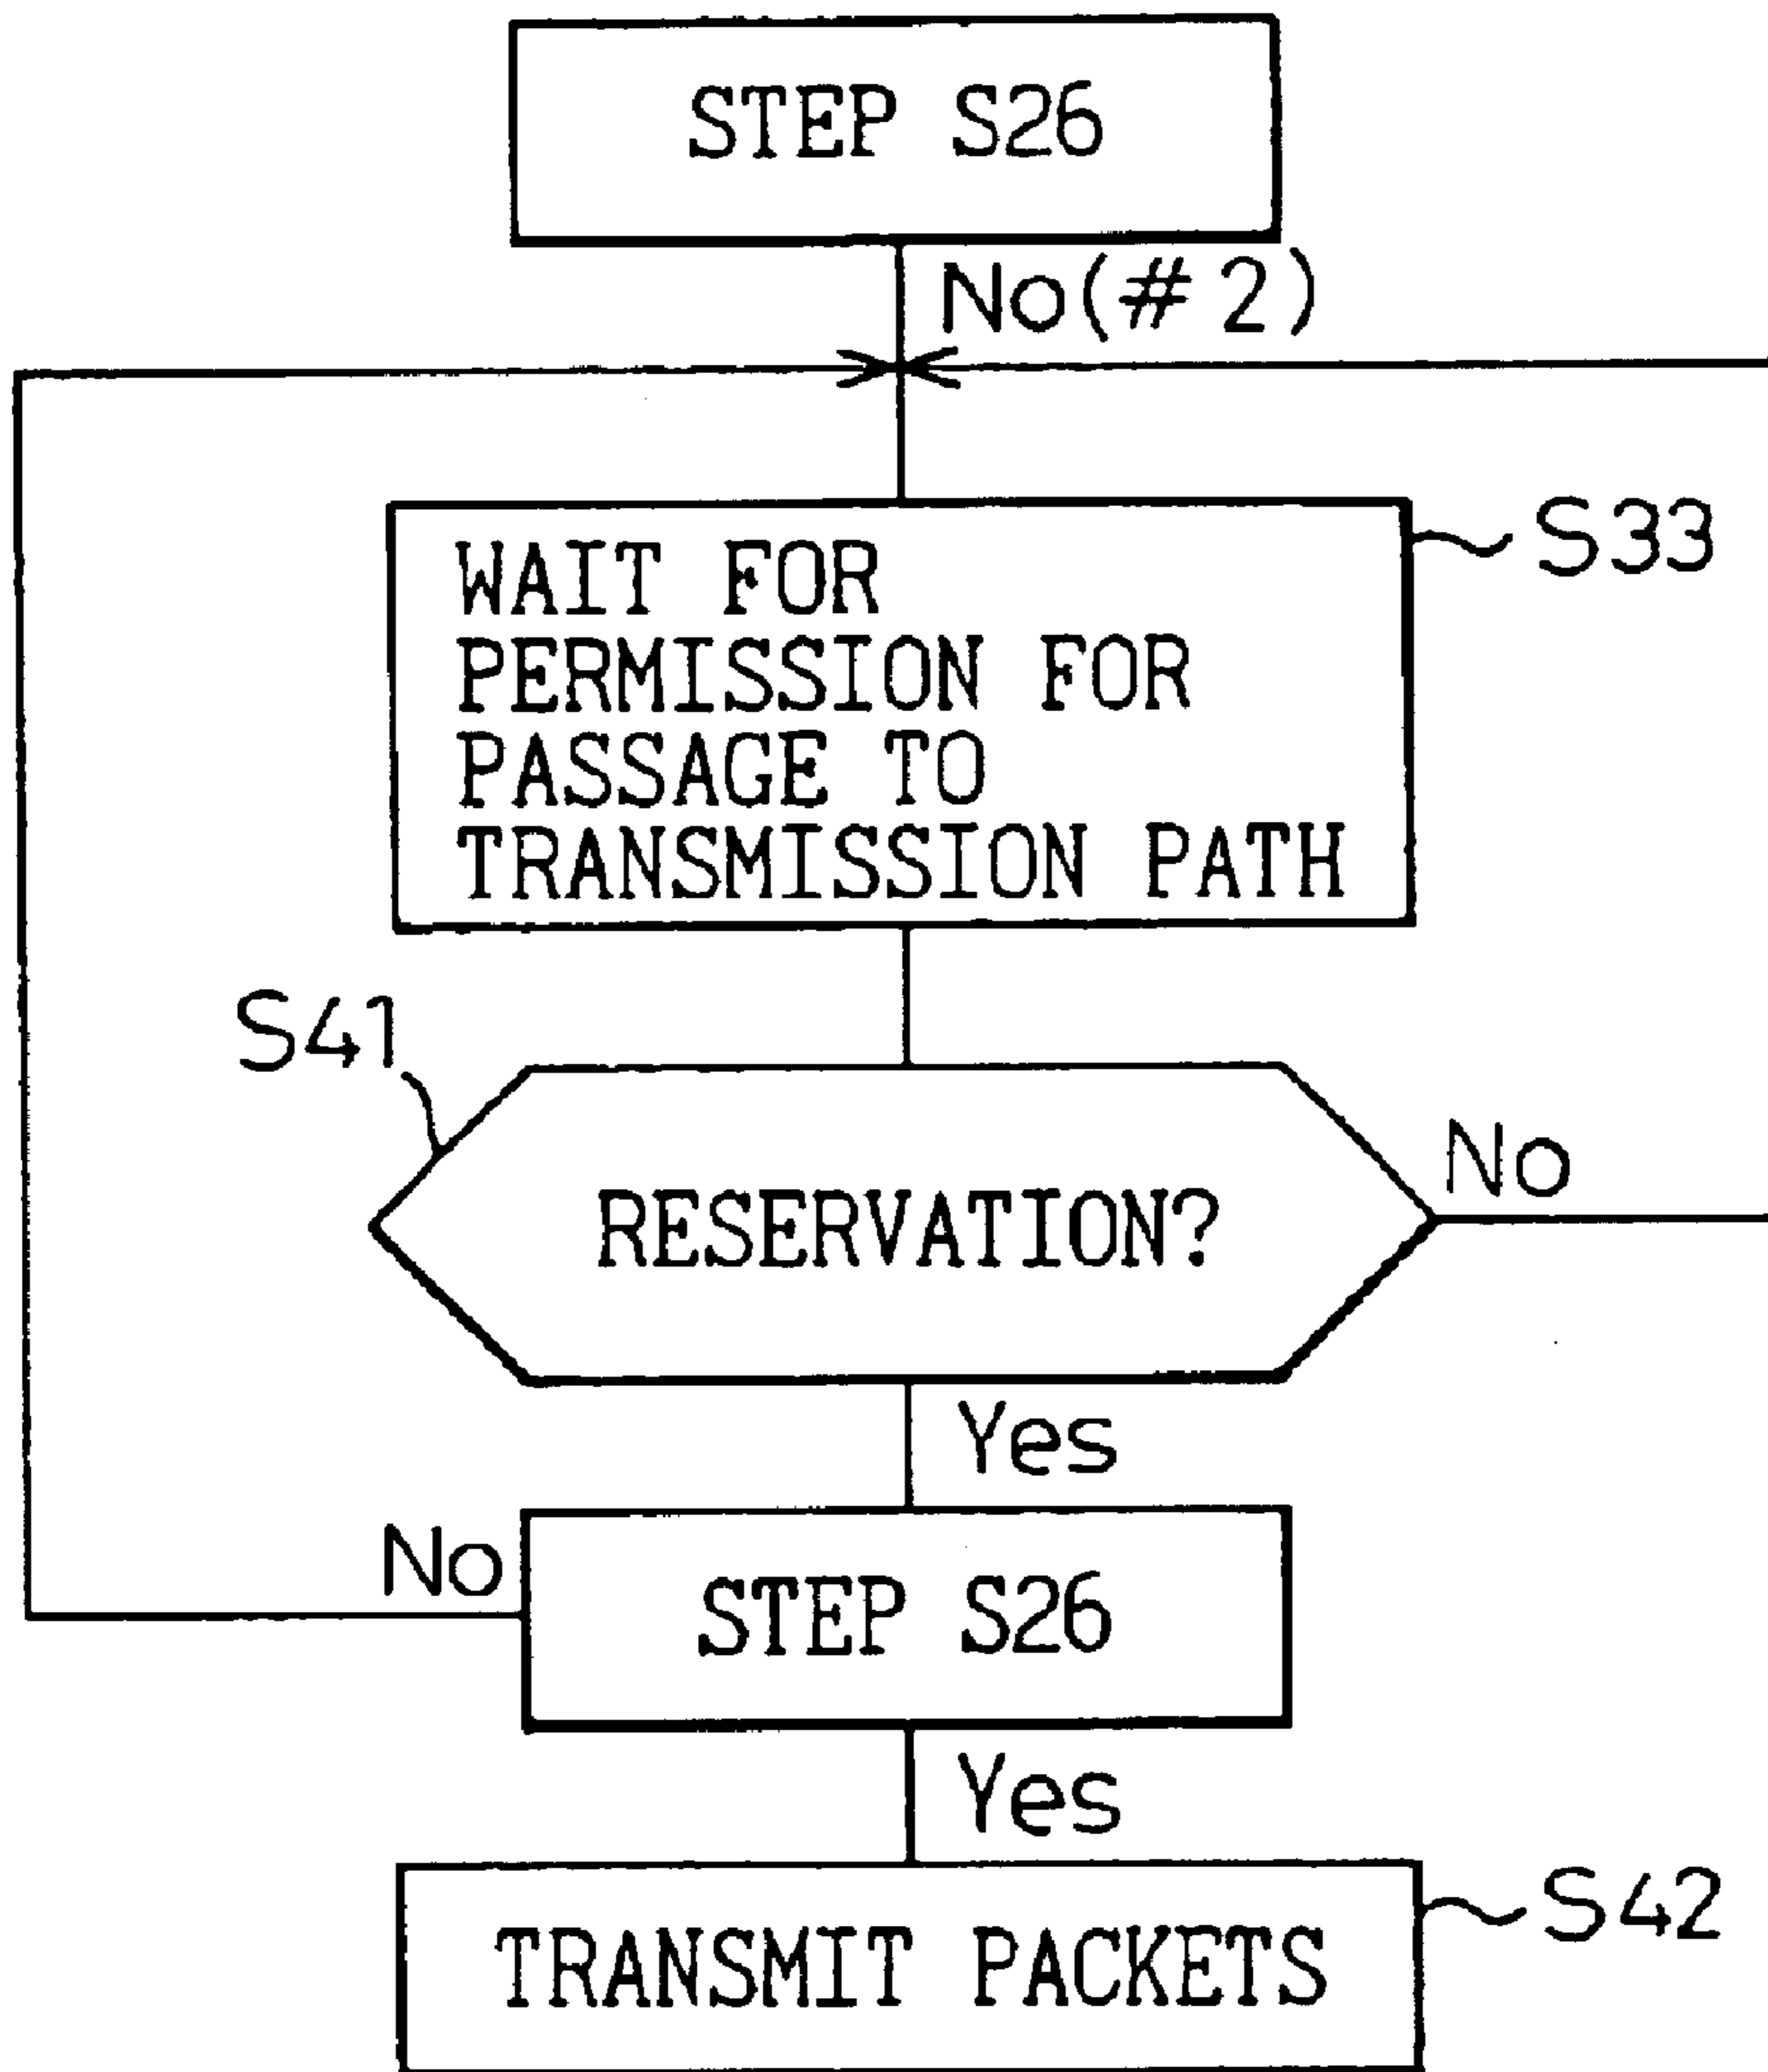 STEP S26
No(#2)
S33
WAIT FOR
PERMISSION FOR
PASSAGE TO
TRANSMISSION PATH
S41
RESERVATION?
No
Yes
No
STEP S26
Yes
S42
TRANSMIT PACKETS